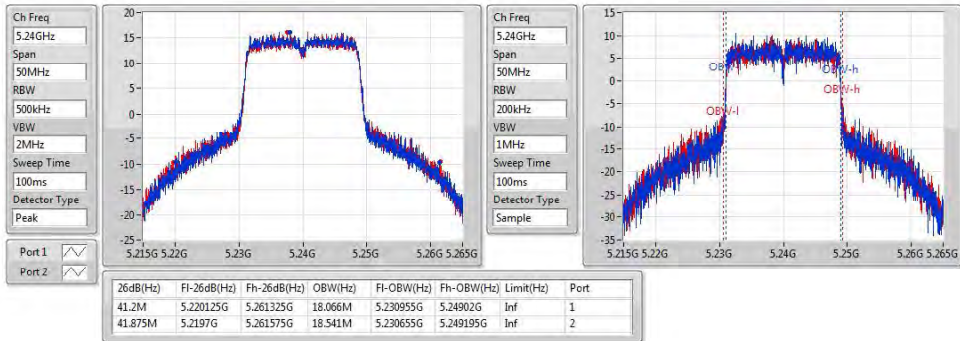 Ch Freq
5.24GHz
Span
50MHz
RBW
500kHz
VBW
2MHz
Sweep Time
100ms
Detector Type
Peak
Port 1
Port 2
20
15
10
5
0
-5
-10
-15
-20
-25
5.215G 5.22G 5.23G 5.24G 5.25G 5.26G 5.265G
Ch Freq
5.24GHz
Span
50MHz
RBW
200kHz
VBW
1MHz
Sweep Time
100ms
Detector Type
Sample
15
10
5
0
-5
-10
-15
-20
-25
-30
-35
OBW-h
OBW-h
OBW-l
5.215G 5.22G 5.23G 5.24G 5.25G 5.26G 5.265G
26dB(Hz) Fl-26dB(Hz) Fh-26dB(Hz) OBW(Hz) Fl-OBW(Hz) Fh-OBW(Hz) Limit(Hz) Port
41.2M 5.220125G 5.261325G 18.066M 5.230955G 5.24902G Inf 1
41.875M 5.2197G 5.261575G 18.541M 5.230655G 5.249195G Inf 2